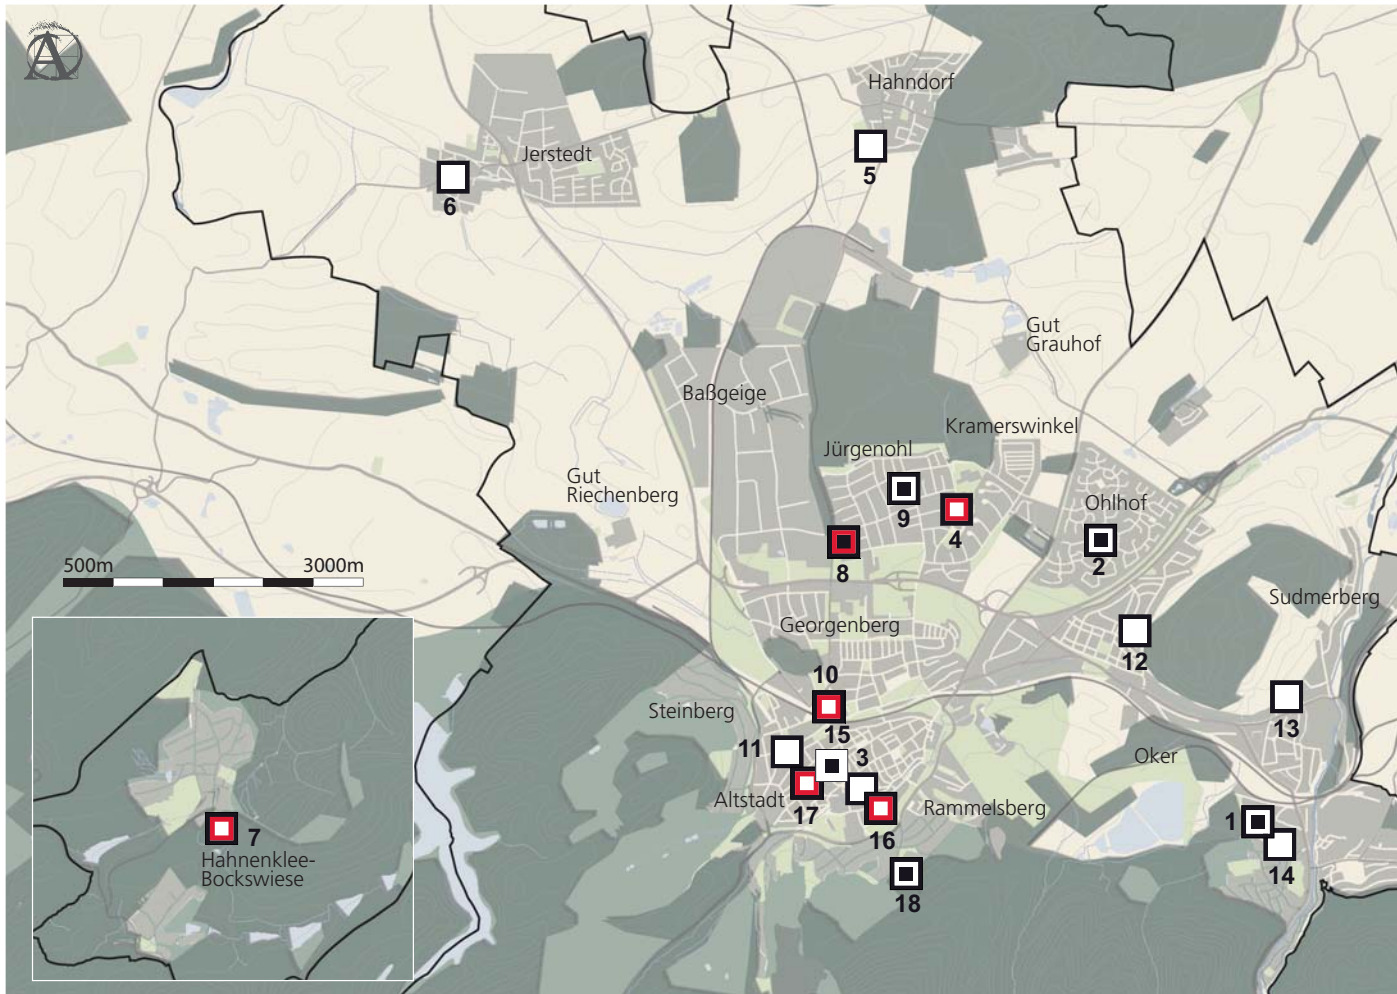 A
Hahndorf
5
Jerstedt
6
Gut
Grauhof
Baßgeige
Kramerswinkel
Jürgenohl
Gut
Riechenberg
9
4
Ohlhof
8
2
500m
3000m
Sudmerberg
Georgenberg
12
10
Steinberg
15
13
11
3
Oker
Altstadt
17
Rammelsberg
16
1
14
7
Hahnenklee-
Bockswiese
18